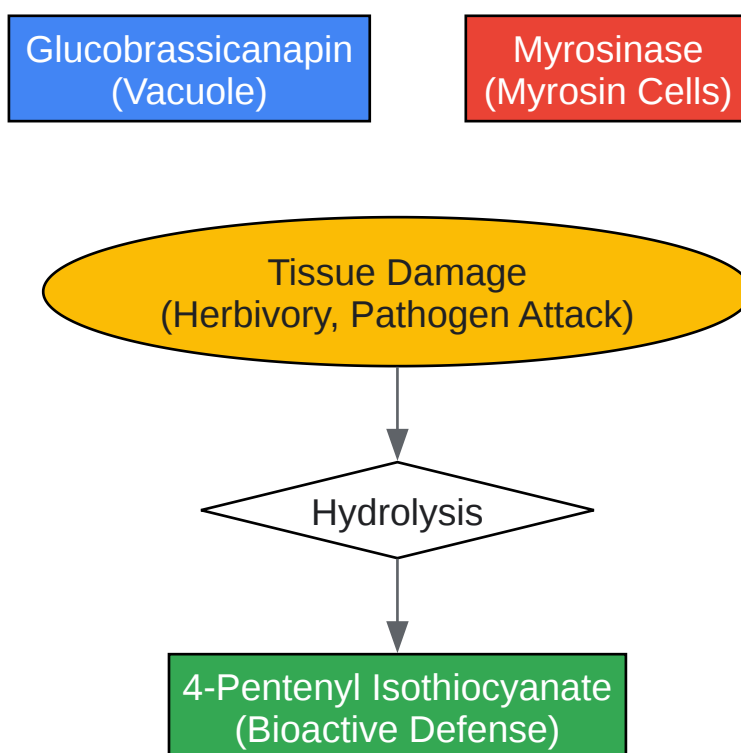 Glucobrassicanapin
(Vacuole)
Myrosinase
(Myrosin Cells)
Tissue Damage
(Herbivory, Pathogen Attack)
Hydrolysis
4-Pentenyl Isothiocyanate
(Bioactive Defense)